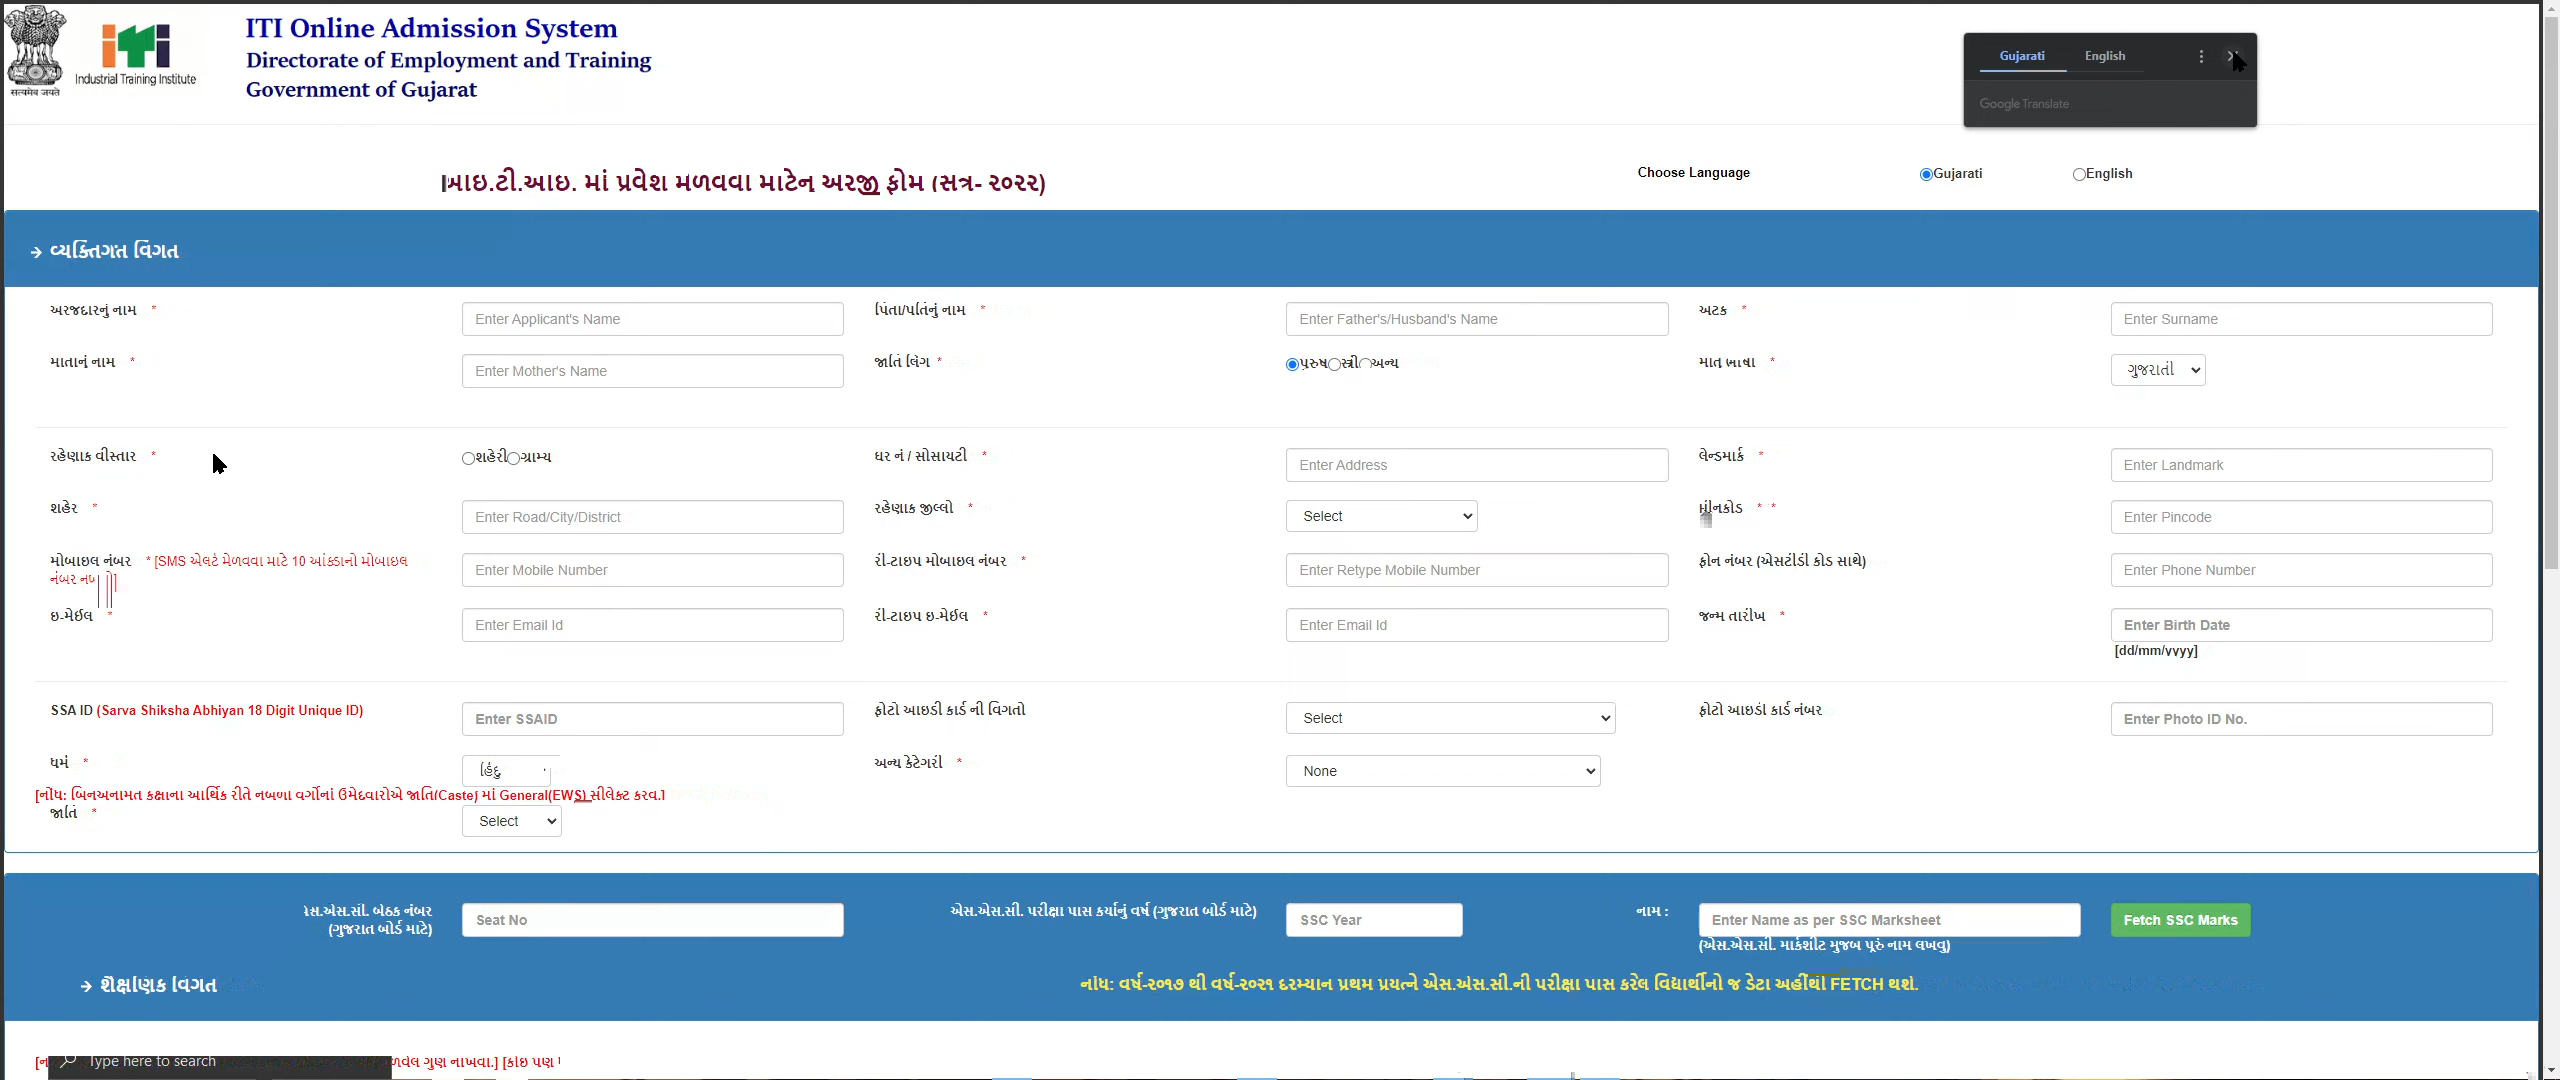 सत्यमेव जयते
iTi
Industrial Training Institute
ITI Online Admission System
Directorate of Employment and Training
Government of Gujarat
Gujarati English
Google Translate
આઇ.ટી.આઇ. માં પ્રવેશ મળવવા માટેન અરજી ફોમ (સત્ર- ૨૦૨૨)
Choose Language Gujarati English
→ વ્યક્તિગત વિગત
અરજદારનું નામ * Enter Applicant's Name પિતા/પતિનું નામ * Enter Father's/Husband's Name અટક * Enter Surname
માતાનું નામ * Enter Mother's Name જાતિ લિંગ * પુરુષ સ્ત્રી અન્ય માતૃ ભાષા * ગુજરાતી
રહેણાક વીસ્તાર * શહેરી ગ્રામ્ય ઘર નં / સોસાયટી * Enter Address લેન્ડમાર્ક * Enter Landmark
શહેર * Enter Road/City/District રહેણાક જીલ્લો * Select પીનકોડ * * Enter Pincode
મોબાઇલ નંબર * [SMS એલર્ટ મેળવવા માટે 10 આંકડાનો મોબાઇલ
નંબર
Enter Mobile Number રી-ટાઇપ મોબાઇલ નંબર * Enter Retype Mobile Number ફોન નંબર (એસટીડી કોડ સાથે) Enter Phone Number
ઇ-મેઈલ * Enter Email Id રી-ટાઇપ ઇ-મેઈલ * Enter Email Id જન્મ તારીખ * Enter Birth Date
[dd/mm/yyyy]
SSA ID (Sarva Shiksha Abhiyan 18 Digit Unique ID) Enter SSAID ફોટો આઇડી કાર્ડ ની વિગતો Select ફોટો આઇડી કાર્ડ નંબર Enter Photo ID No.
ધર્મ * હિંદુ અન્ય કેટેગરી * None
[નોંધ: બિનઅનામત કક્ષાના આર્થિક રીતે નબળા વર્ગોનાં ઉમેદવારોએ જાતિ(Caste) માં General(EWS) સીલેક્ટ કરવુ.]
જાતિ * Select
એસ.એસ.સી. બેઠક નંબર
(ગુજરાત બોર્ડ માટે)
Seat No એસ.એસ.સી. પરીક્ષા પાસ કર્યાનું વર્ષ (ગુજરાત બોર્ડ માટે) SSC Year નામ : Enter Name as per SSC Marksheet Fetch SSC Marks
(એસ.એસ.સી. માર્કશીટ મુજબ પૂરું નામ લખવુ)
→ શૈક્ષણિક વિગત
નોંધ: વર્ષ-૨૦૧૭ થી વર્ષ-૨૦૨૧ દરમ્યાન પ્રથમ પ્રયત્ને એસ.એસ.સી.ની પરીક્ષા પાસ કરેલ વિદ્યાર્થીનો જ ડેટા અહીંથી FETCH થશે.
Type here to search ગુણ નાખવા.] [કોઇ પણ